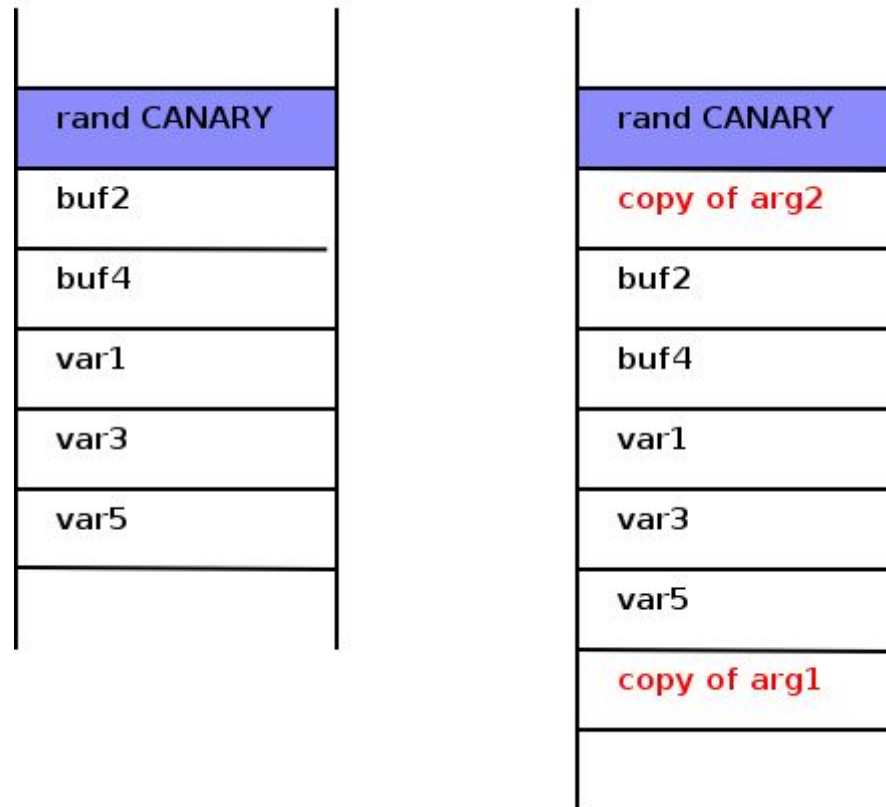 rand CANARY
buf2
buf4
var1
var3
var5
rand CANARY
copy of arg2
buf2
buf4
var1
var3
var5
copy of arg1